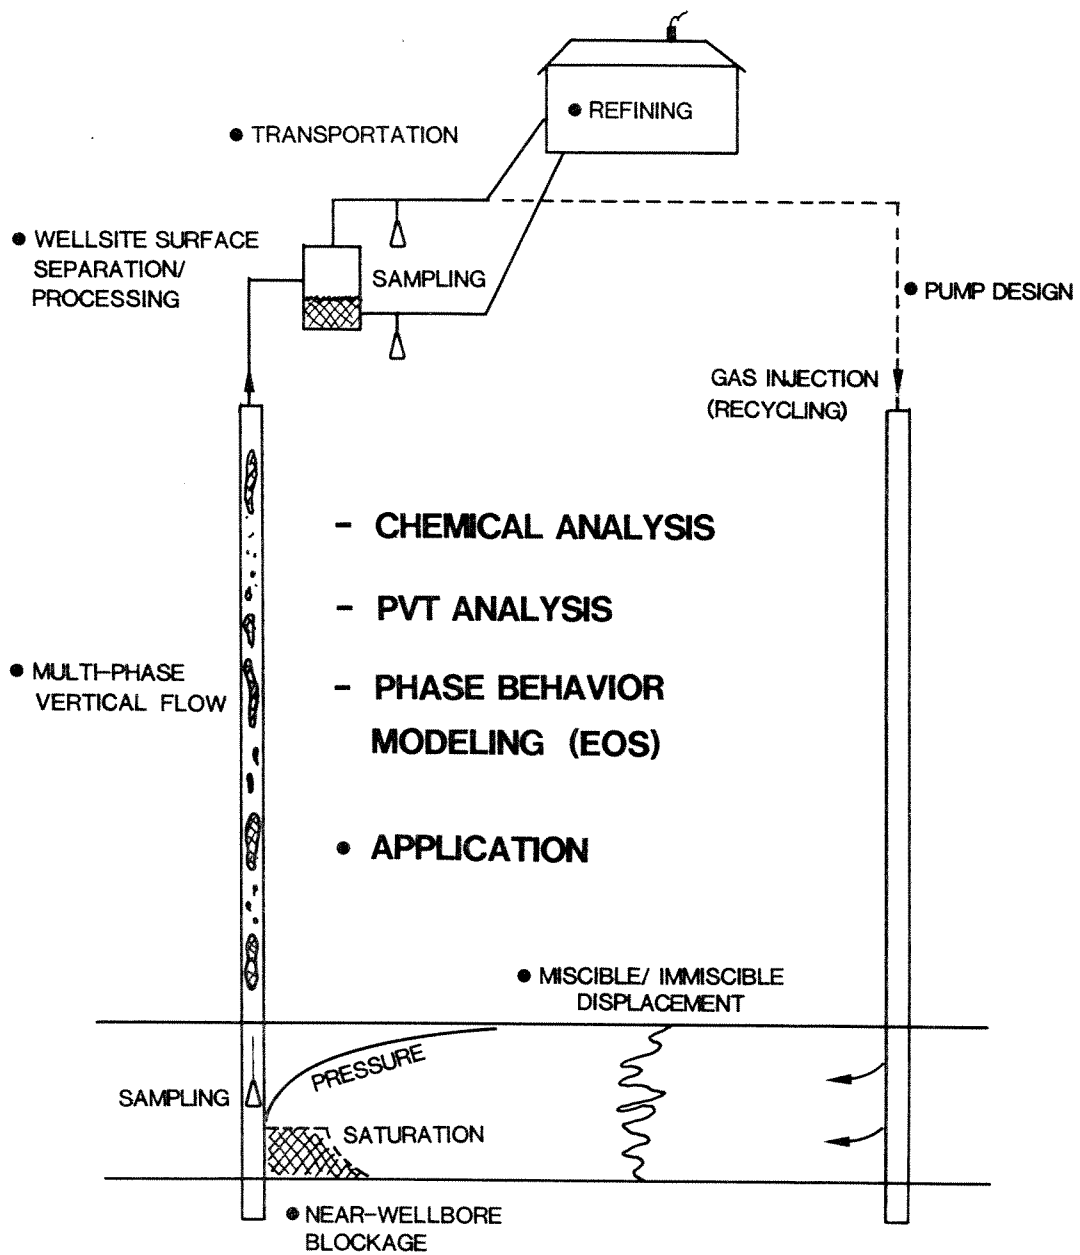 ● REFINING
● TRANSPORTATION
● WELLSITE SURFACE
SEPARATION/
PROCESSING
SAMPLING
● PUMP DESIGN
GAS INJECTION
(RECYCLING)
- CHEMICAL ANALYSIS
- PVT ANALYSIS
● MULTI-PHASE
VERTICAL FLOW
- PHASE BEHAVIOR
MODELING (EOS)
● APPLICATION
● MISCIBLE/ IMMISCIBLE
DISPLACEMENT
PRESSURE
SAMPLING
SATURATION
● NEAR-WELLBORE
BLOCKAGE